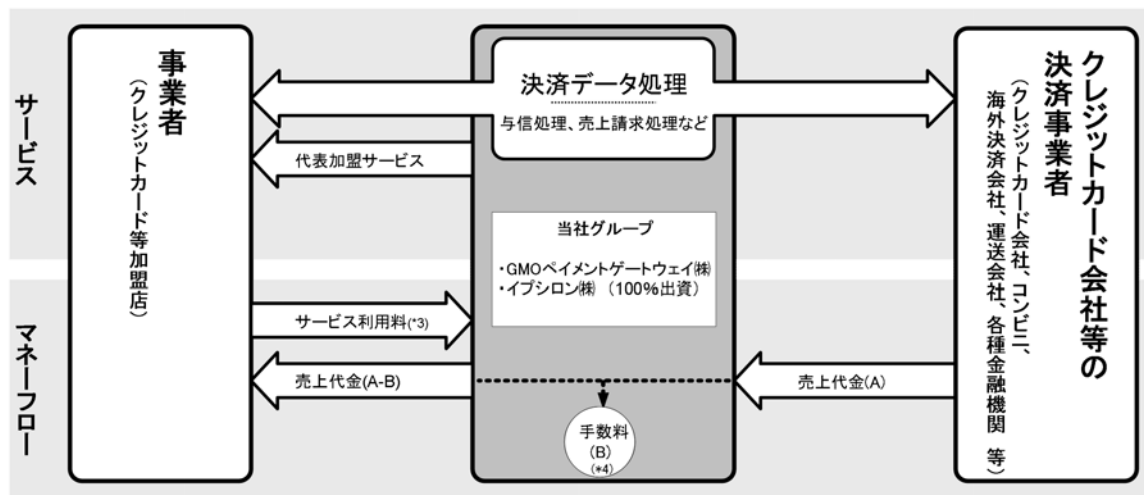 サービス
事業者
（クレジットカード等加盟店）
決済データ処理
与信処理、売上請求処理など
代表加盟サービス
当社グループ
・GMOペイメントゲートウェイ㈱
・イプシロン㈱ （100%出資）
クレジットカード会社等の
決済事業者
（クレジットカード会社、コンビニ、
海外決済会社、運送会社、各種金融機関 等）
マネーフロー
サービス利用料(*3)
売上代金(A-B)
売上代金(A)
手数料
(B)
(*4)